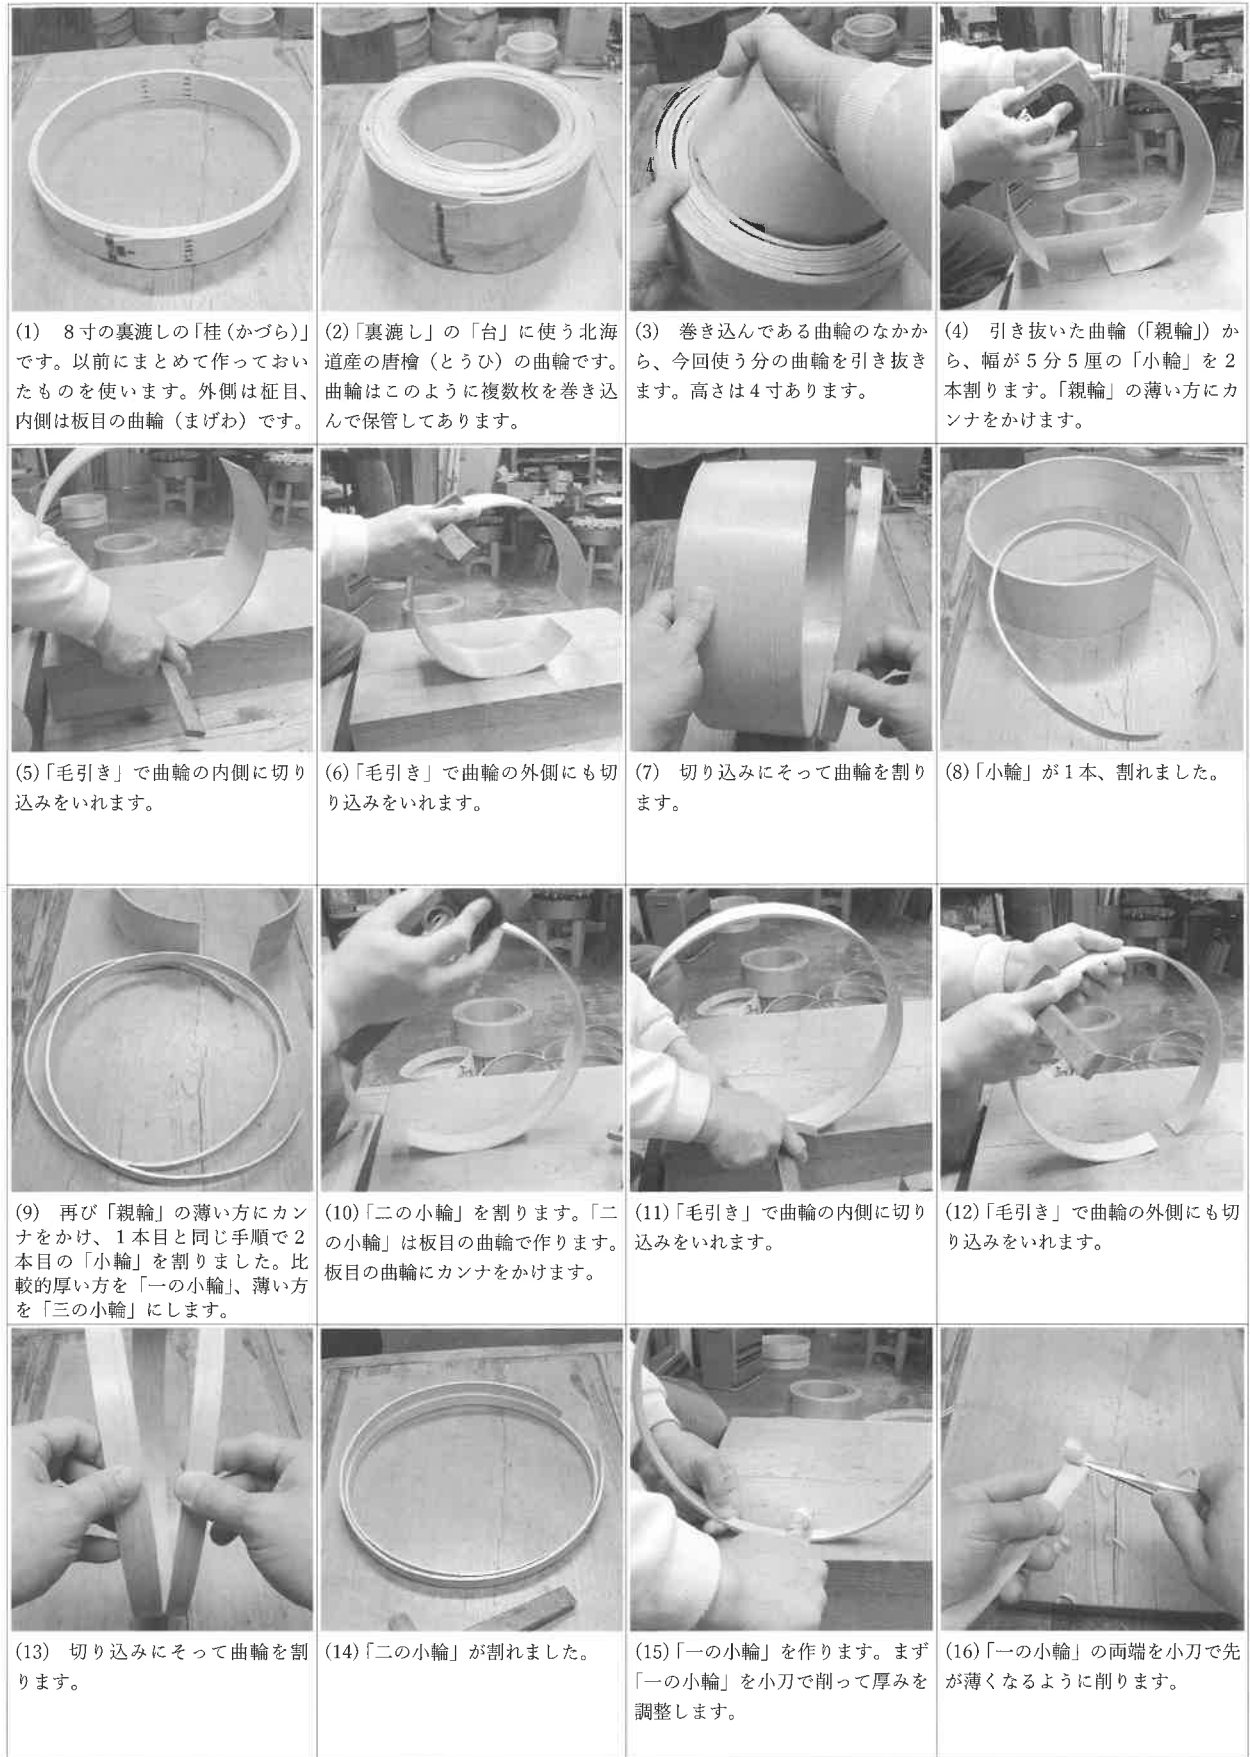 (1)　8寸の裏漉しの「桂（かづら）」
です。以前にまとめて作っておい
たものを使います。外側は柾目、
内側は板目の曲輪（まげわ）です。
(2)「裏漉し」の「台」に使う北海
道産の唐檜（とうひ）の曲輪です。
曲輪はこのように複数枚を巻き込
んで保管してあります。
(3)　巻き込んである曲輪のなか
ら、今回使う分の曲輪を引き抜き
ます。高さは4寸あります。
(4)　引き抜いた曲輪（「親輪」）か
ら、幅が5分5厘の「小輪」を2
本割ります。「親輪」の薄い方にカ
ンナをかけます。
(5)「毛引き」で曲輪の内側に切り
込みをいれます。
(6)「毛引き」で曲輪の外側にも切
り込みをいれます。
(7)　切り込みにそって曲輪を割り
ます。
(8)「小輪」が1本、割れました。
(9)　再び「親輪」の薄い方にカン
ナをかけ、1本目と同じ手順で2
本目の「小輪」を割りました。比
較的厚い方を「一の小輪」、薄い方
を「三の小輪」にします。
(10)「二の小輪」を割ります。「二
の小輪」は板目の曲輪で作ります。
板目の曲輪にカンナをかけます。
(11)「毛引き」で曲輪の内側に切り
込みをいれます。
(12)「毛引き」で曲輪の外側にも切
り込みをいれます。
(13)　切り込みにそって曲輪を割
ります。
(14)「二の小輪」が割れました。
(15)「一の小輪」を作ります。まず
「一の小輪」を小刀で削って厚みを
調整します。
(16)「一の小輪」の両端を小刀で先
が薄くなるように削ります。